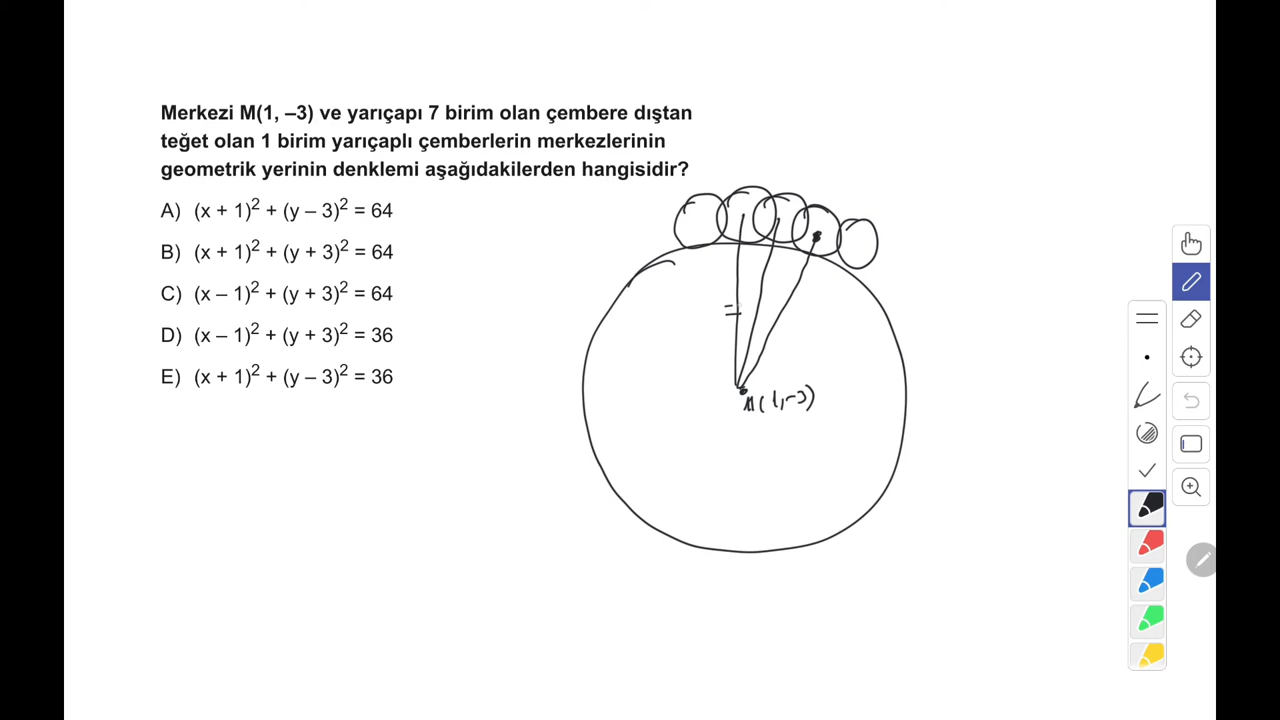 Merkezi M(1, –3) ve yarıçapı 7 birim olan çembere dıştan
teğet olan 1 birim yarıçaplı çemberlerin merkezlerinin
geometrik yerinin denklemi aşağıdakilerden hangisidir?
A) (x + 1)² + (y – 3)² = 64
B) (x + 1)² + (y + 3)² = 64
C) (x – 1)² + (y + 3)² = 64
D) (x – 1)² + (y + 3)² = 36
E) (x + 1)² + (y – 3)² = 36
M(1,-3)